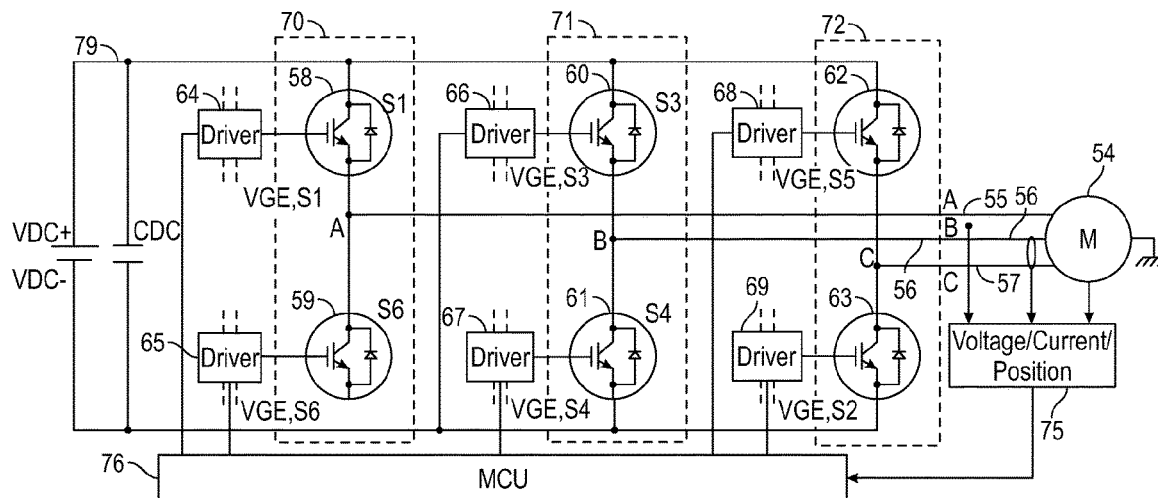 70
71
72
79
58
60
62
64
S1
66
S3
68
Driver
Driver
Driver
54
VGE,S1
VGE,S3
VGE,S5
A
55
56
VDC+
CDC
A
B
M
B
C
VDC-
C
57
56
59
S6
61
S4
69
63
65
67
Driver
Driver
Driver
Voltage/Current/
Position
VGE,S6
VGE,S4
VGE,S2
75
76
MCU